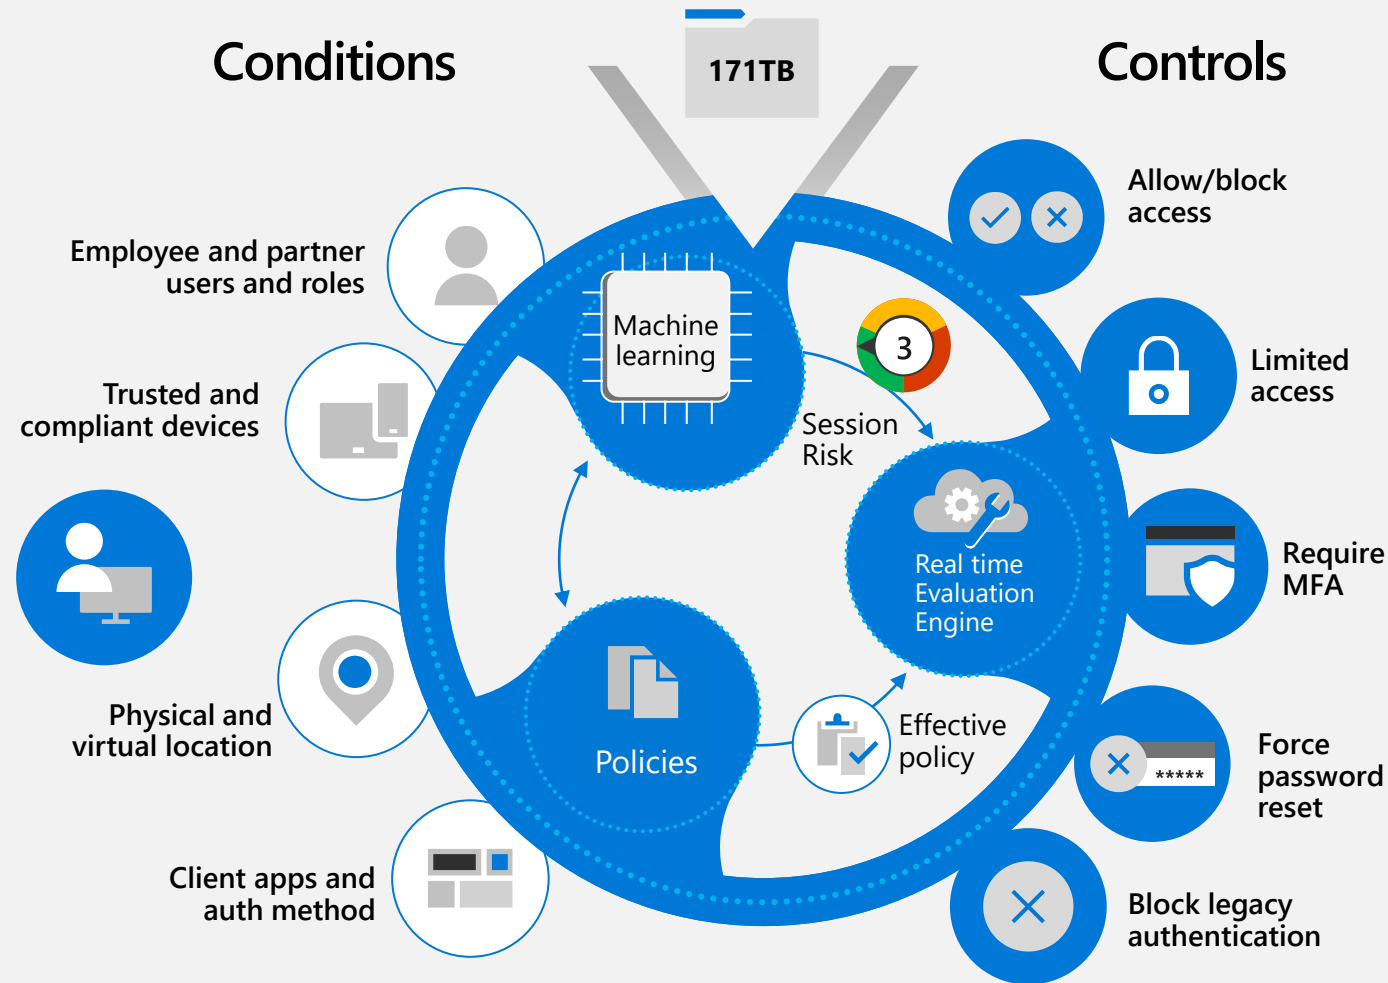 Conditions
171TB
Controls
Employee and partner
users and roles
Trusted and
compliant devices
Physical and
virtual location
Client apps and
auth method
Machine
learning
3
Session
Risk
Real time
Evaluation
Engine
Policies
Effective
policy
Allow/block
access
Limited
access
Require
MFA
*****
Force
password
reset
Block legacy
authentication